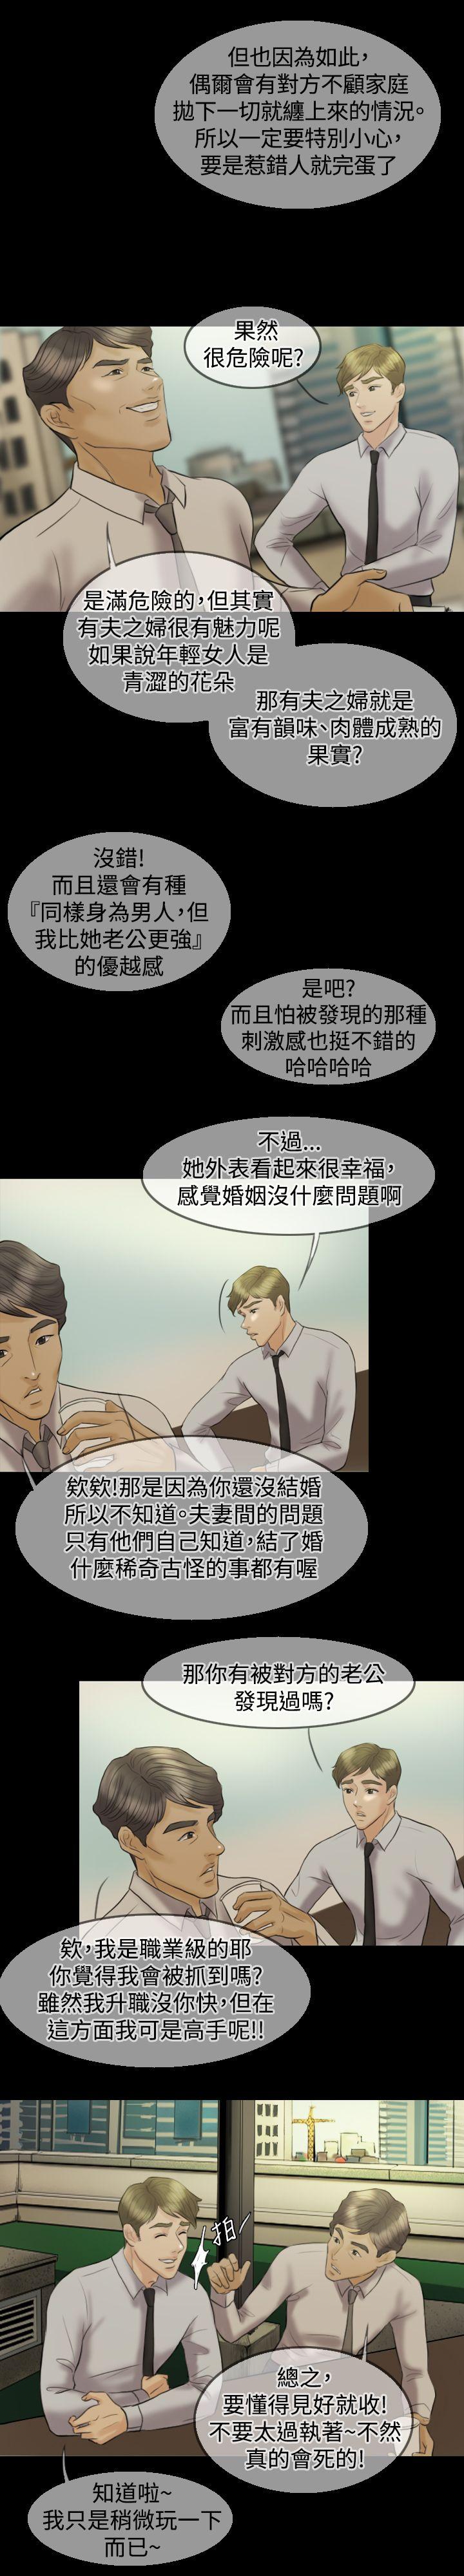 但也因為如此，
偶爾會有對方不顧家庭
拋下一切就纏上來的情況。
所以一定要特別小心，
要是惹錯人就完蛋了
果然
很危險呢?
是滿危險的，但其實
有夫之婦很有魅力呢
如果說年輕女人是
青澀的花朵
那有夫之婦就是
富有韻味、肉體成熟的
果實?
沒錯!
而且還會有種
『同樣身為男人，但
我比她老公更強』
的優越感
是吧?
而且怕被發現的那種
刺激感也挺不錯的
哈哈哈哈
不過...
她外表看起來很幸福，
感覺婚姻沒什麼問題啊
欸欸!那是因為你還沒結婚
所以不知道。夫妻間的問題
只有他們自己知道，結了婚
什麼稀奇古怪的事都有喔
那你有被對方的老公
發現過嗎?
欸，我是職業級的耶
你覺得我會被抓到嗎?
雖然我升職沒你快，但在
這方面我可是高手呢!!
拍
總之，
要懂得見好就收!
不要太過執著~不然
真的會死的!
知道啦~
我只是稍微玩一下
而已~